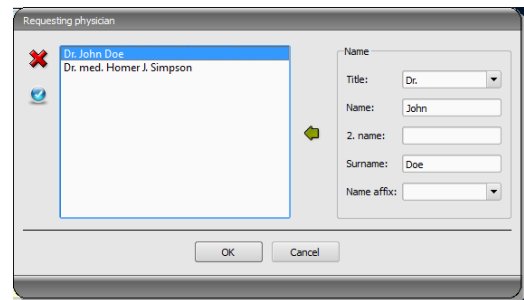 Requesting physician
Dr. John Doe
Dr. med. Homer J. Simpson
Name
Title: Dr.
Name: John
2. name:
Surname: Doe
Name affix:
OK Cancel